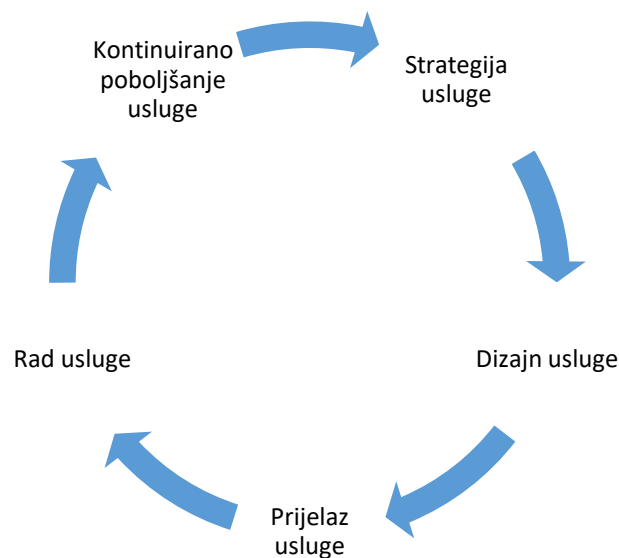 Kontinuirano
poboljšanje
usluge
Strategija
usluge
Dizajn usluge
Prijelaz
usluge
Rad usluge